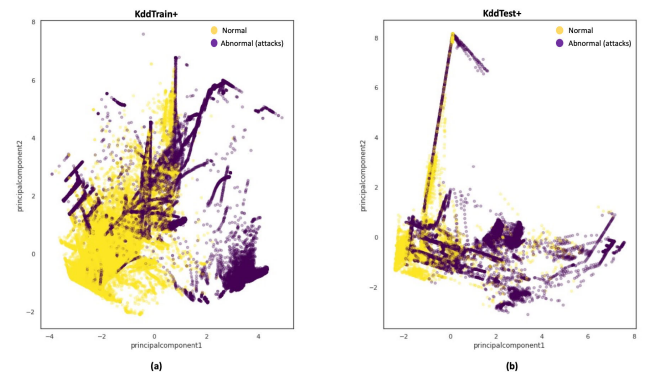 KddTrain+
Normal
Abnormal (attacks)
8
6
4
2
0
−2
principalcomponent2
−4
−2
0
2
4
principalcomponent1
(a)
KddTest+
Normal
Abnormal (attacks)
8
6
4
2
0
−2
principalcomponent2
−2
0
2
4
6
8
principalcomponent1
(b)